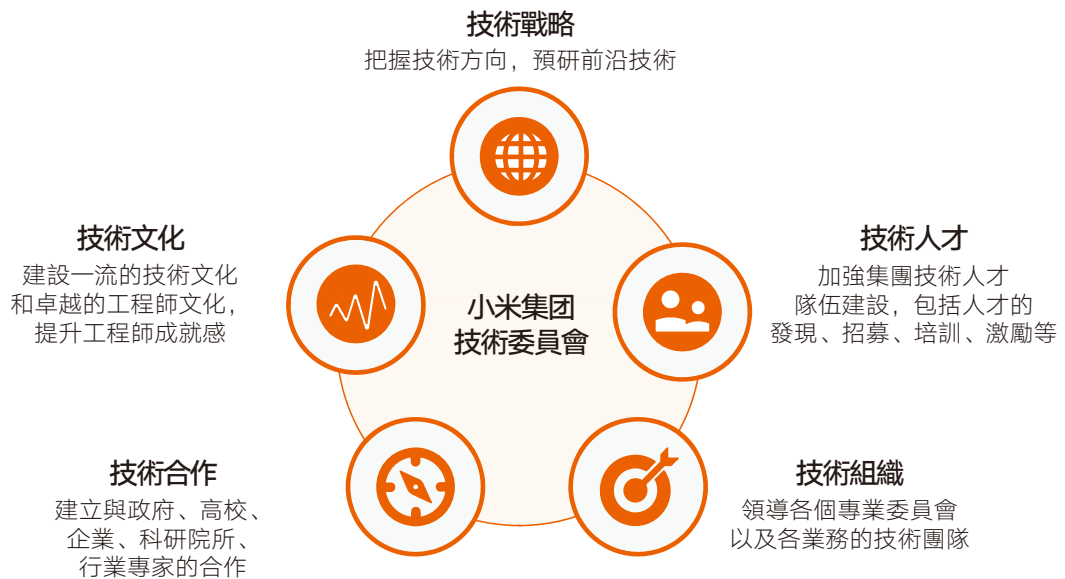 技術戰略
把握技術方向，預研前沿技術
技術文化
建設一流的技術文化
和卓越的工程師文化，
提升工程師成就感
小米集团
技術委員會
技術人才
加強集團技術人才
隊伍建設，包括人才的
發現、招募、培訓、激勵等
技術合作
建立與政府、高校、
企業、科研院所、
行業專家的合作
技術組織
領導各個專業委員會
以及各業務的技術團隊